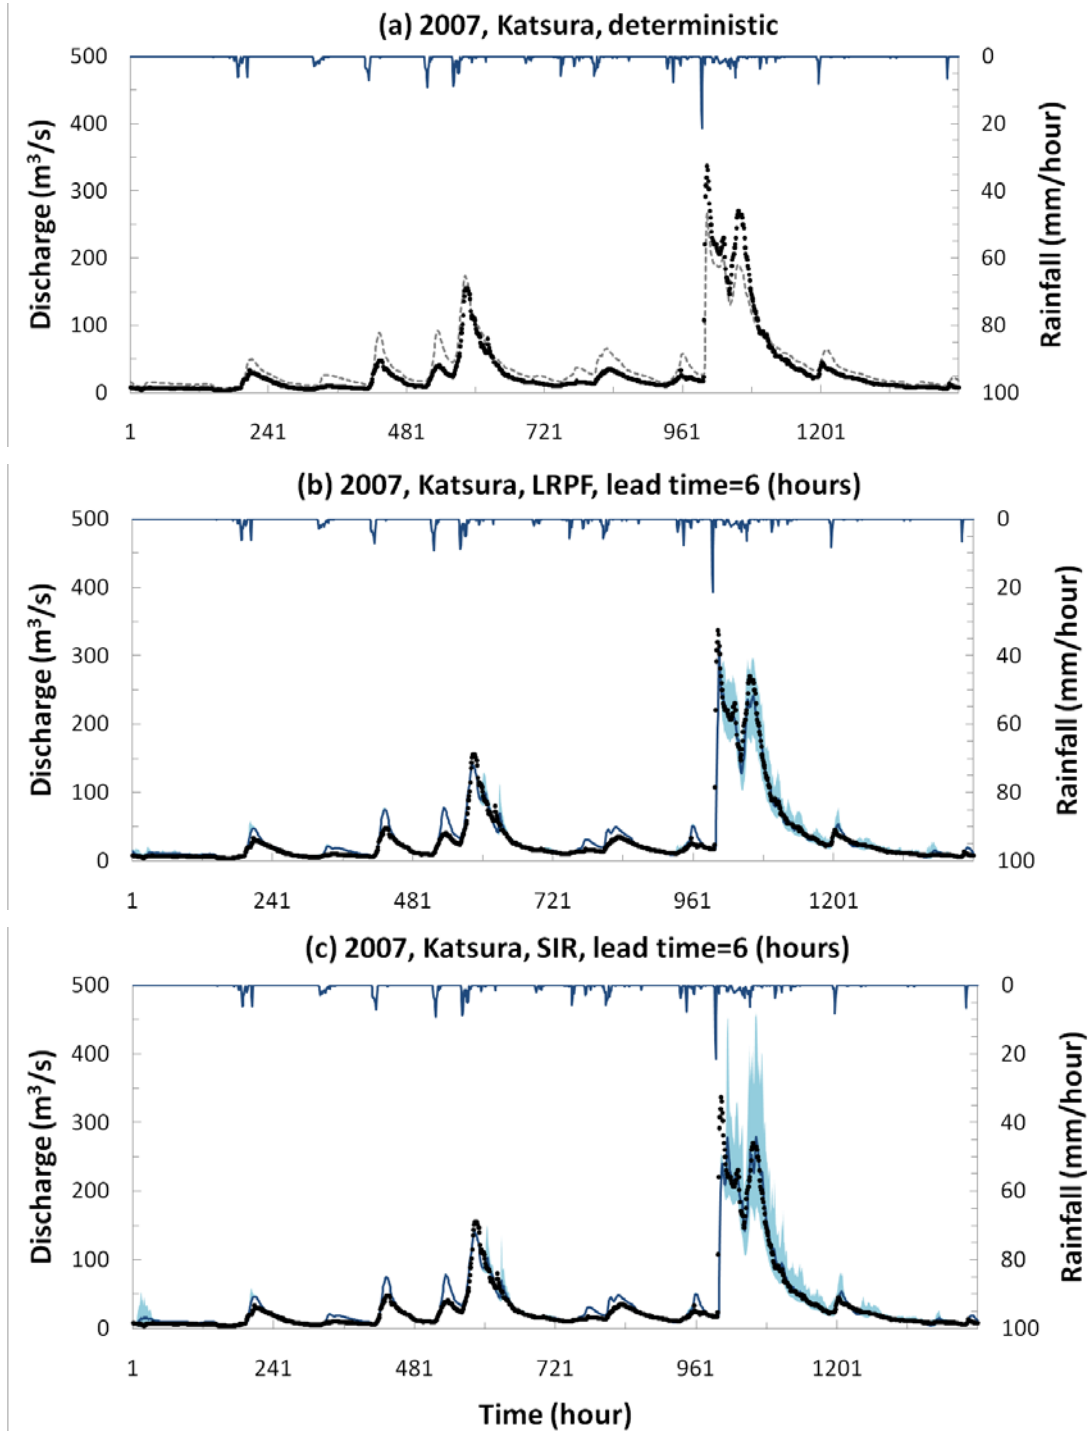 (a) 2007, Katsura, deterministic
500
400
300
200
100
0
Discharge (m³/s)
0
20
40
60
80
100
Rainfall (mm/hour)
1 241 481 721 961 1201
(b) 2007, Katsura, LRPF, lead time=6 (hours)
500
400
300
200
100
0
Discharge (m³/s)
0
20
40
60
80
100
Rainfall (mm/hour)
1 241 481 721 961 1201
(c) 2007, Katsura, SIR, lead time=6 (hours)
500
400
300
200
100
0
Discharge (m³/s)
0
20
40
60
80
100
Rainfall (mm/hour)
1 241 481 721 961 1201
Time (hour)